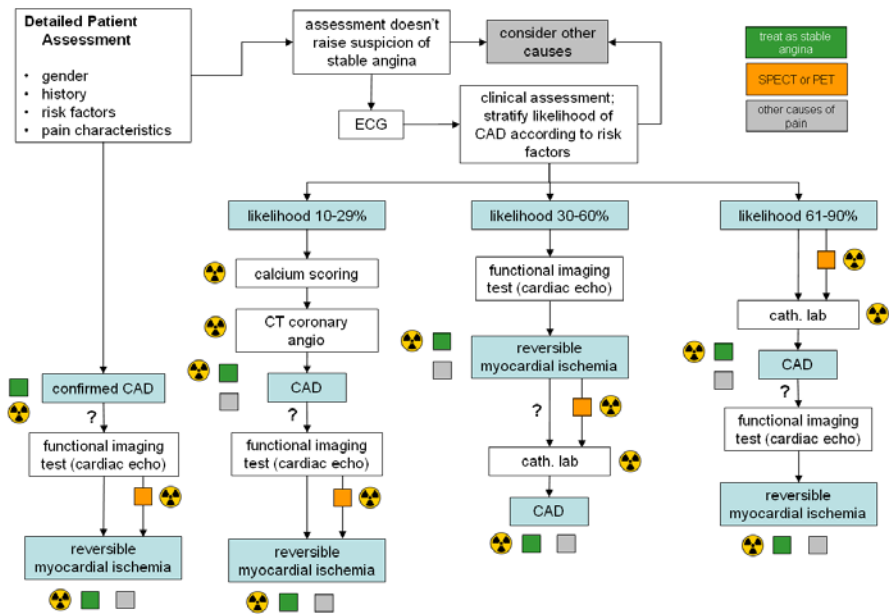 Detailed Patient
Assessment
• gender
• history
• risk factors
• pain characteristics
assessment doesn't
raise suspicion of
stable angina
consider other
causes
treat as stable
angina
SPECT or PET
other causes of
pain
ECG
clinical assessment;
stratify likelihood of
CAD according to risk
factors
likelihood 10-29%
likelihood 30-60%
likelihood 61-90%
calcium scoring
functional imaging
test (cardiac echo)
CT coronary
angio
cath. lab
reversible
myocardial ischemia
confirmed CAD
CAD
CAD
?
?
?
?
functional imaging
test (cardiac echo)
functional imaging
test (cardiac echo)
cath. lab
functional imaging
test (cardiac echo)
CAD
reversible
myocardial ischemia
reversible
myocardial ischemia
reversible
myocardial ischemia